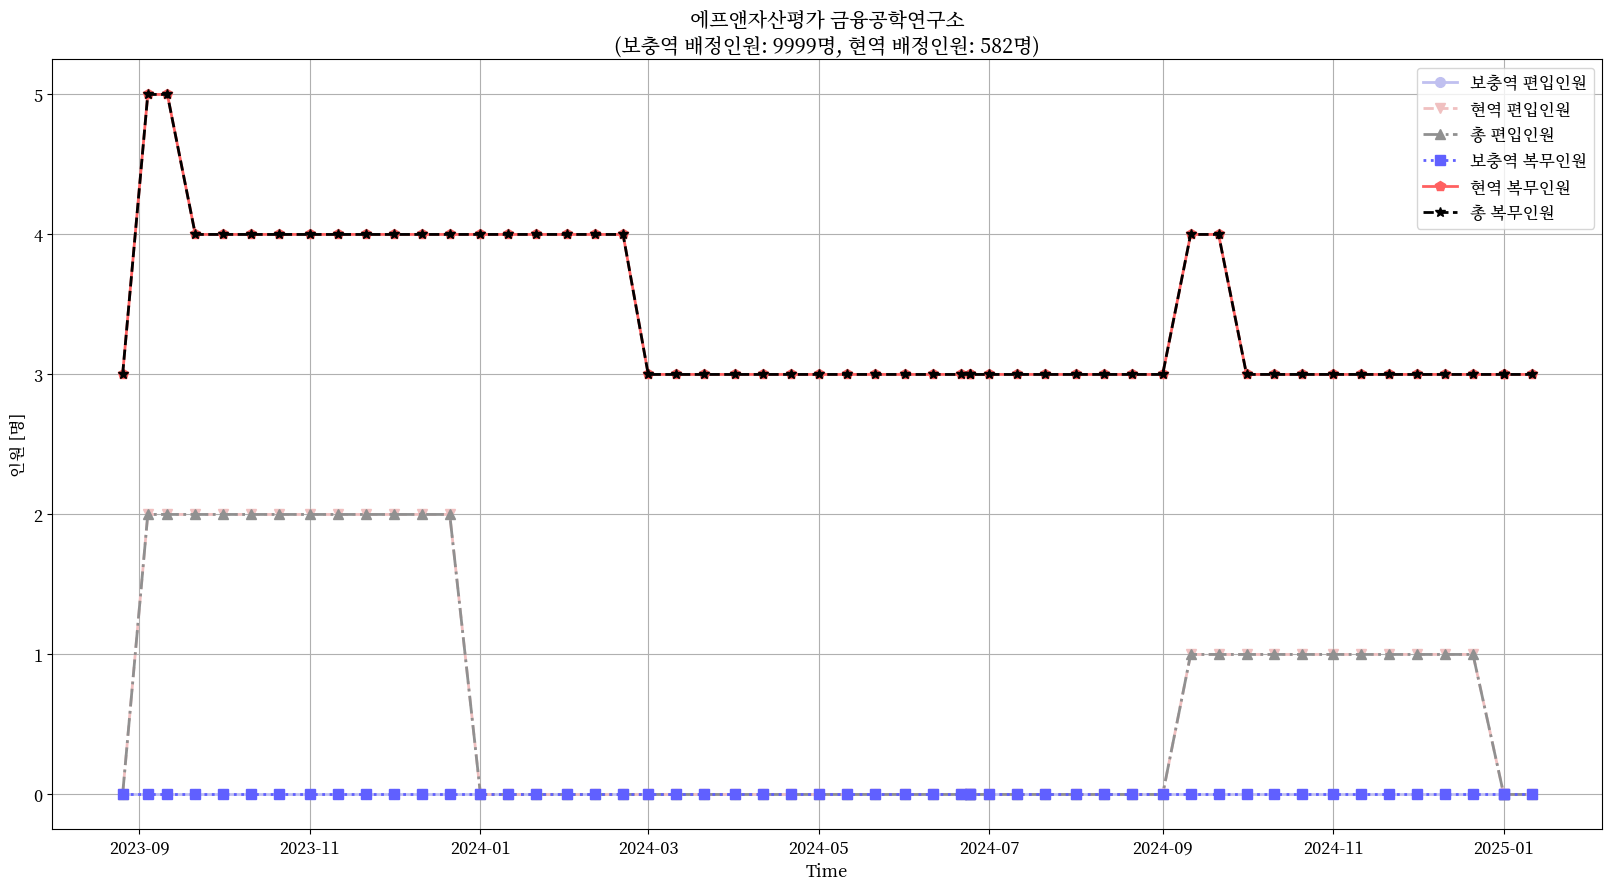 에프앤자산평가 금융공학연구소
(보충역 배정인원: 9999명, 현역 배정인원: 582명)
보충역 편입인원
현역 편입인원
총 편입인원
보충역 복무인원
현역 복무인원
총 복무인원
인원 [명]
5
4
3
2
1
0
2023-09
2023-11
2024-01
2024-03
2024-05
2024-07
2024-09
2024-11
2025-01
Time